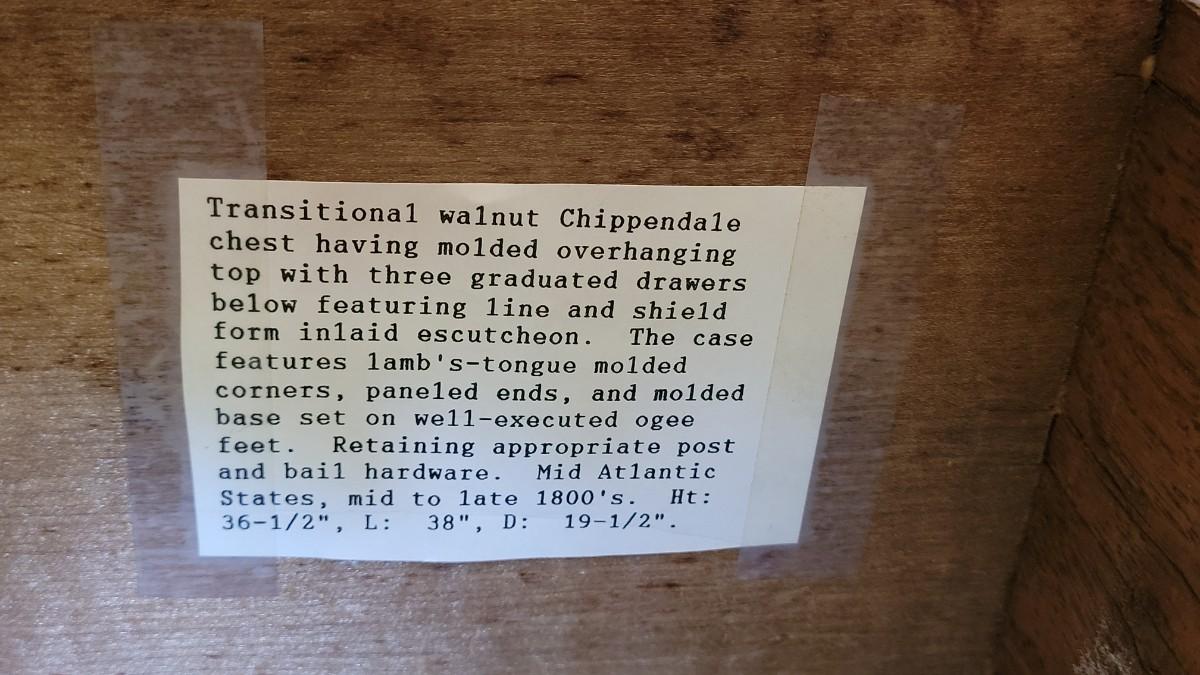 Transitional walnut Chippendale
chest having molded overhanging
top with three graduated drawers
below featuring line and shield
form inlaid escutcheon.  The case
features lamb's-tongue molded
corners, paneled ends, and molded
base set on well-executed ogee
feet.  Retaining appropriate post
and bail hardware.  Mid Atlantic
States, mid to late 1800's.  Ht:
36-1/2", L:  38", D:  19-1/2".